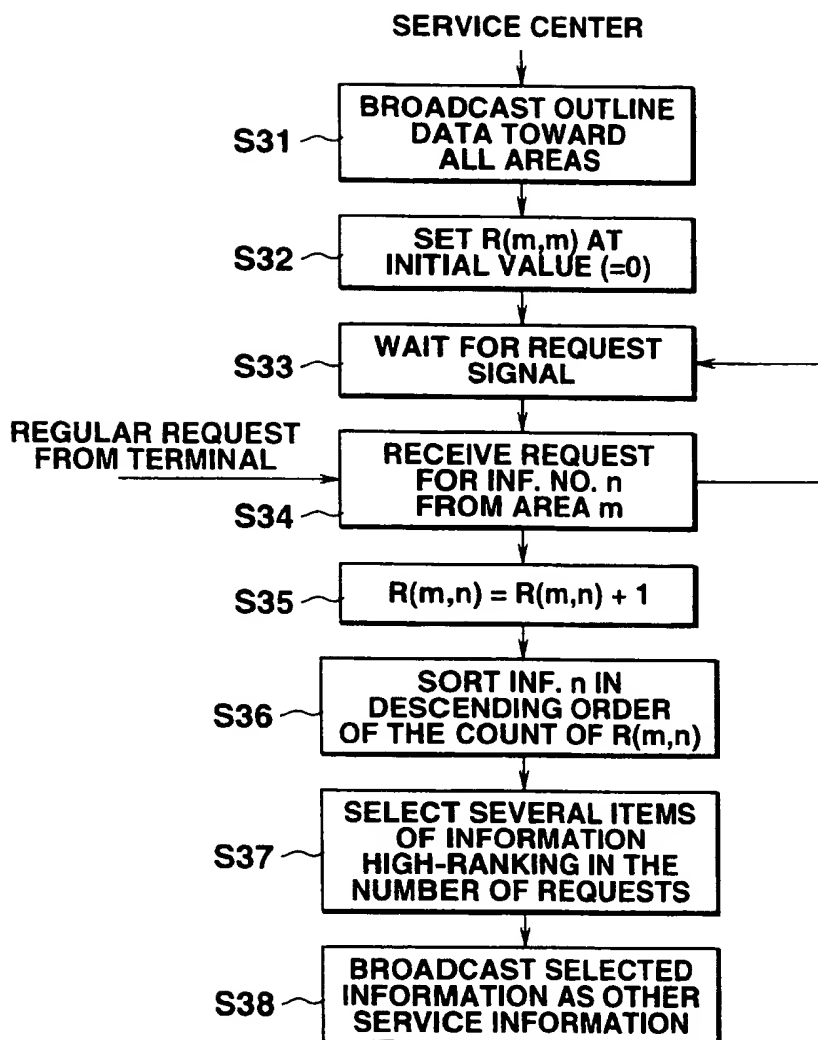 SERVICE CENTER
S31
BROADCAST OUTLINE
DATA TOWARD
ALL AREAS
S32
SET R(m,m) AT
INITIAL VALUE (=0)
S33
WAIT FOR REQUEST
SIGNAL
REGULAR REQUEST
FROM TERMINAL
S34
RECEIVE REQUEST
FOR INF. NO. n
FROM AREA m
S35
R(m,n) = R(m,n) + 1
S36
SORT INF. n IN
DESCENDING ORDER
OF THE COUNT OF R(m,n)
S37
SELECT SEVERAL ITEMS
OF INFORMATION
HIGH-RANKING IN THE
NUMBER OF REQUESTS
S38
BROADCAST SELECTED
INFORMATION AS OTHER
SERVICE INFORMATION